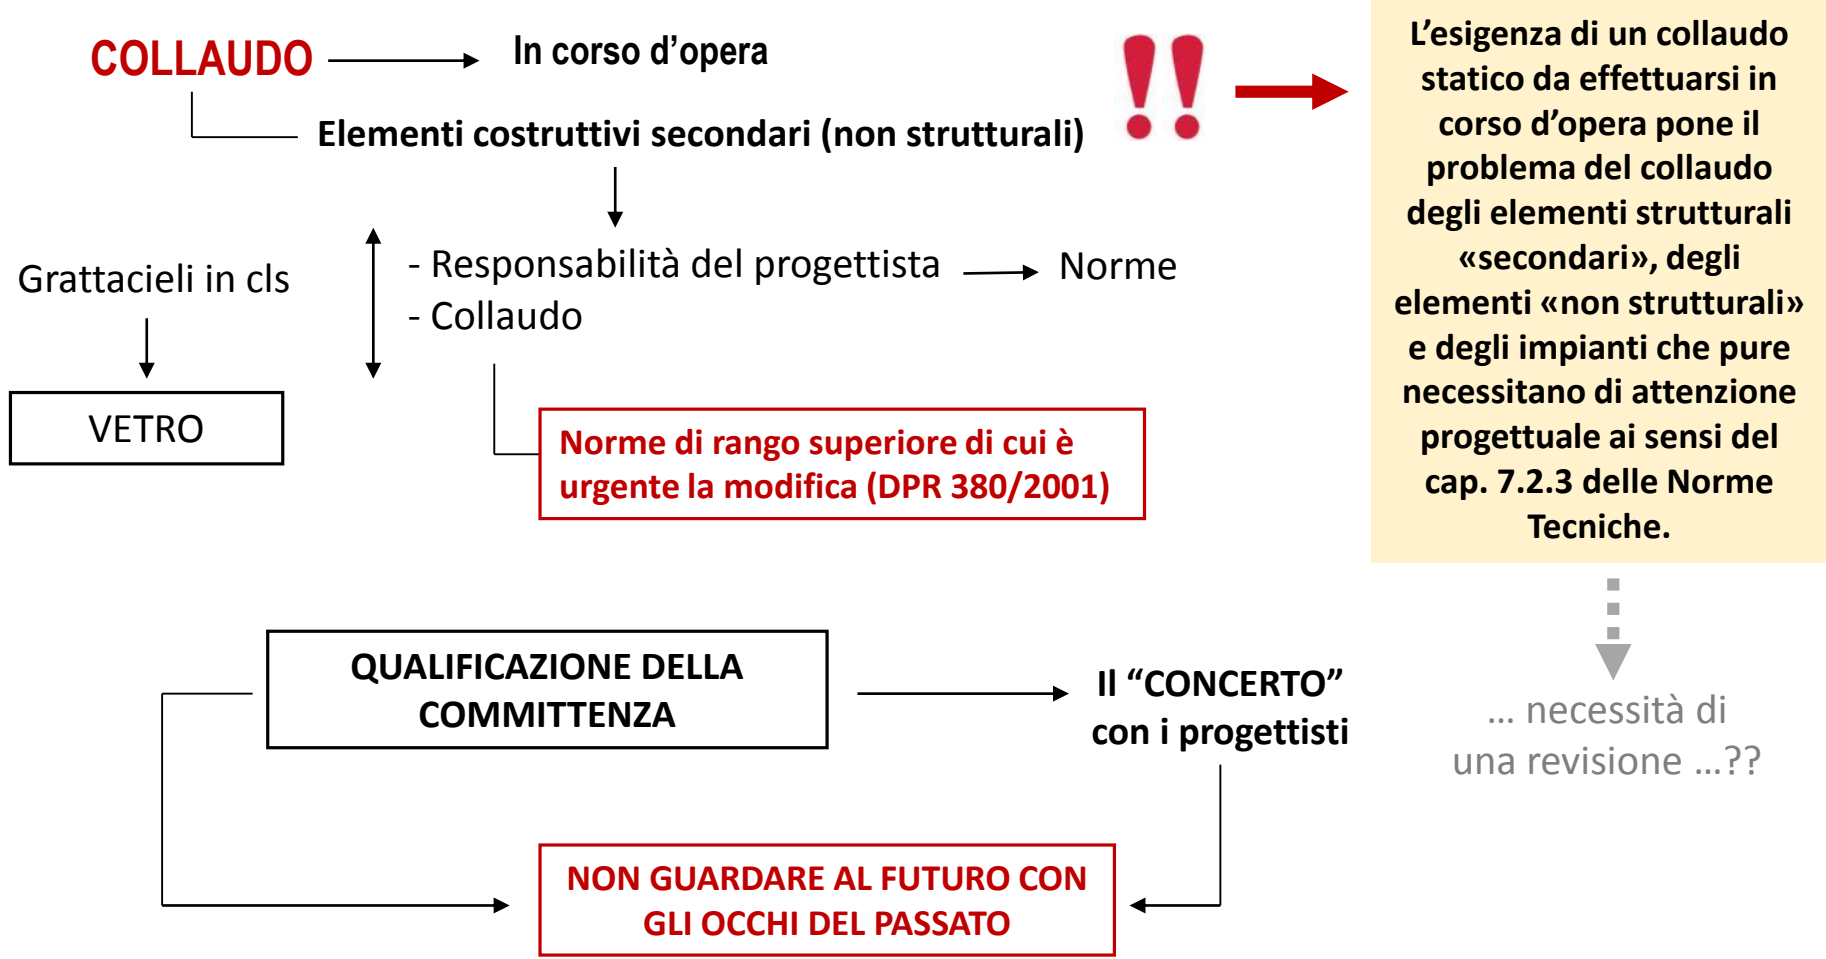 COLLAUDO
In corso d’opera
Elementi costruttivi secondari (non strutturali)
Grattacieli in cls
VETRO
- Responsabilità del progettista
Norme
- Collaudo
Norme di rango superiore di cui è
urgente la modifica (DPR 380/2001)
L’esigenza di un collaudo
statico da effettuarsi in
corso d’opera pone il
problema del collaudo
degli elementi strutturali
«secondari», degli
elementi «non strutturali»
e degli impianti che pure
necessitano di attenzione
progettuale ai sensi del
cap. 7.2.3 delle Norme
Tecniche.
... necessità di
una revisione ...??
QUALIFICAZIONE DELLA
COMMITTENZA
Il “CONCERTO”
con i progettisti
NON GUARDARE AL FUTURO CON
GLI OCCHI DEL PASSATO